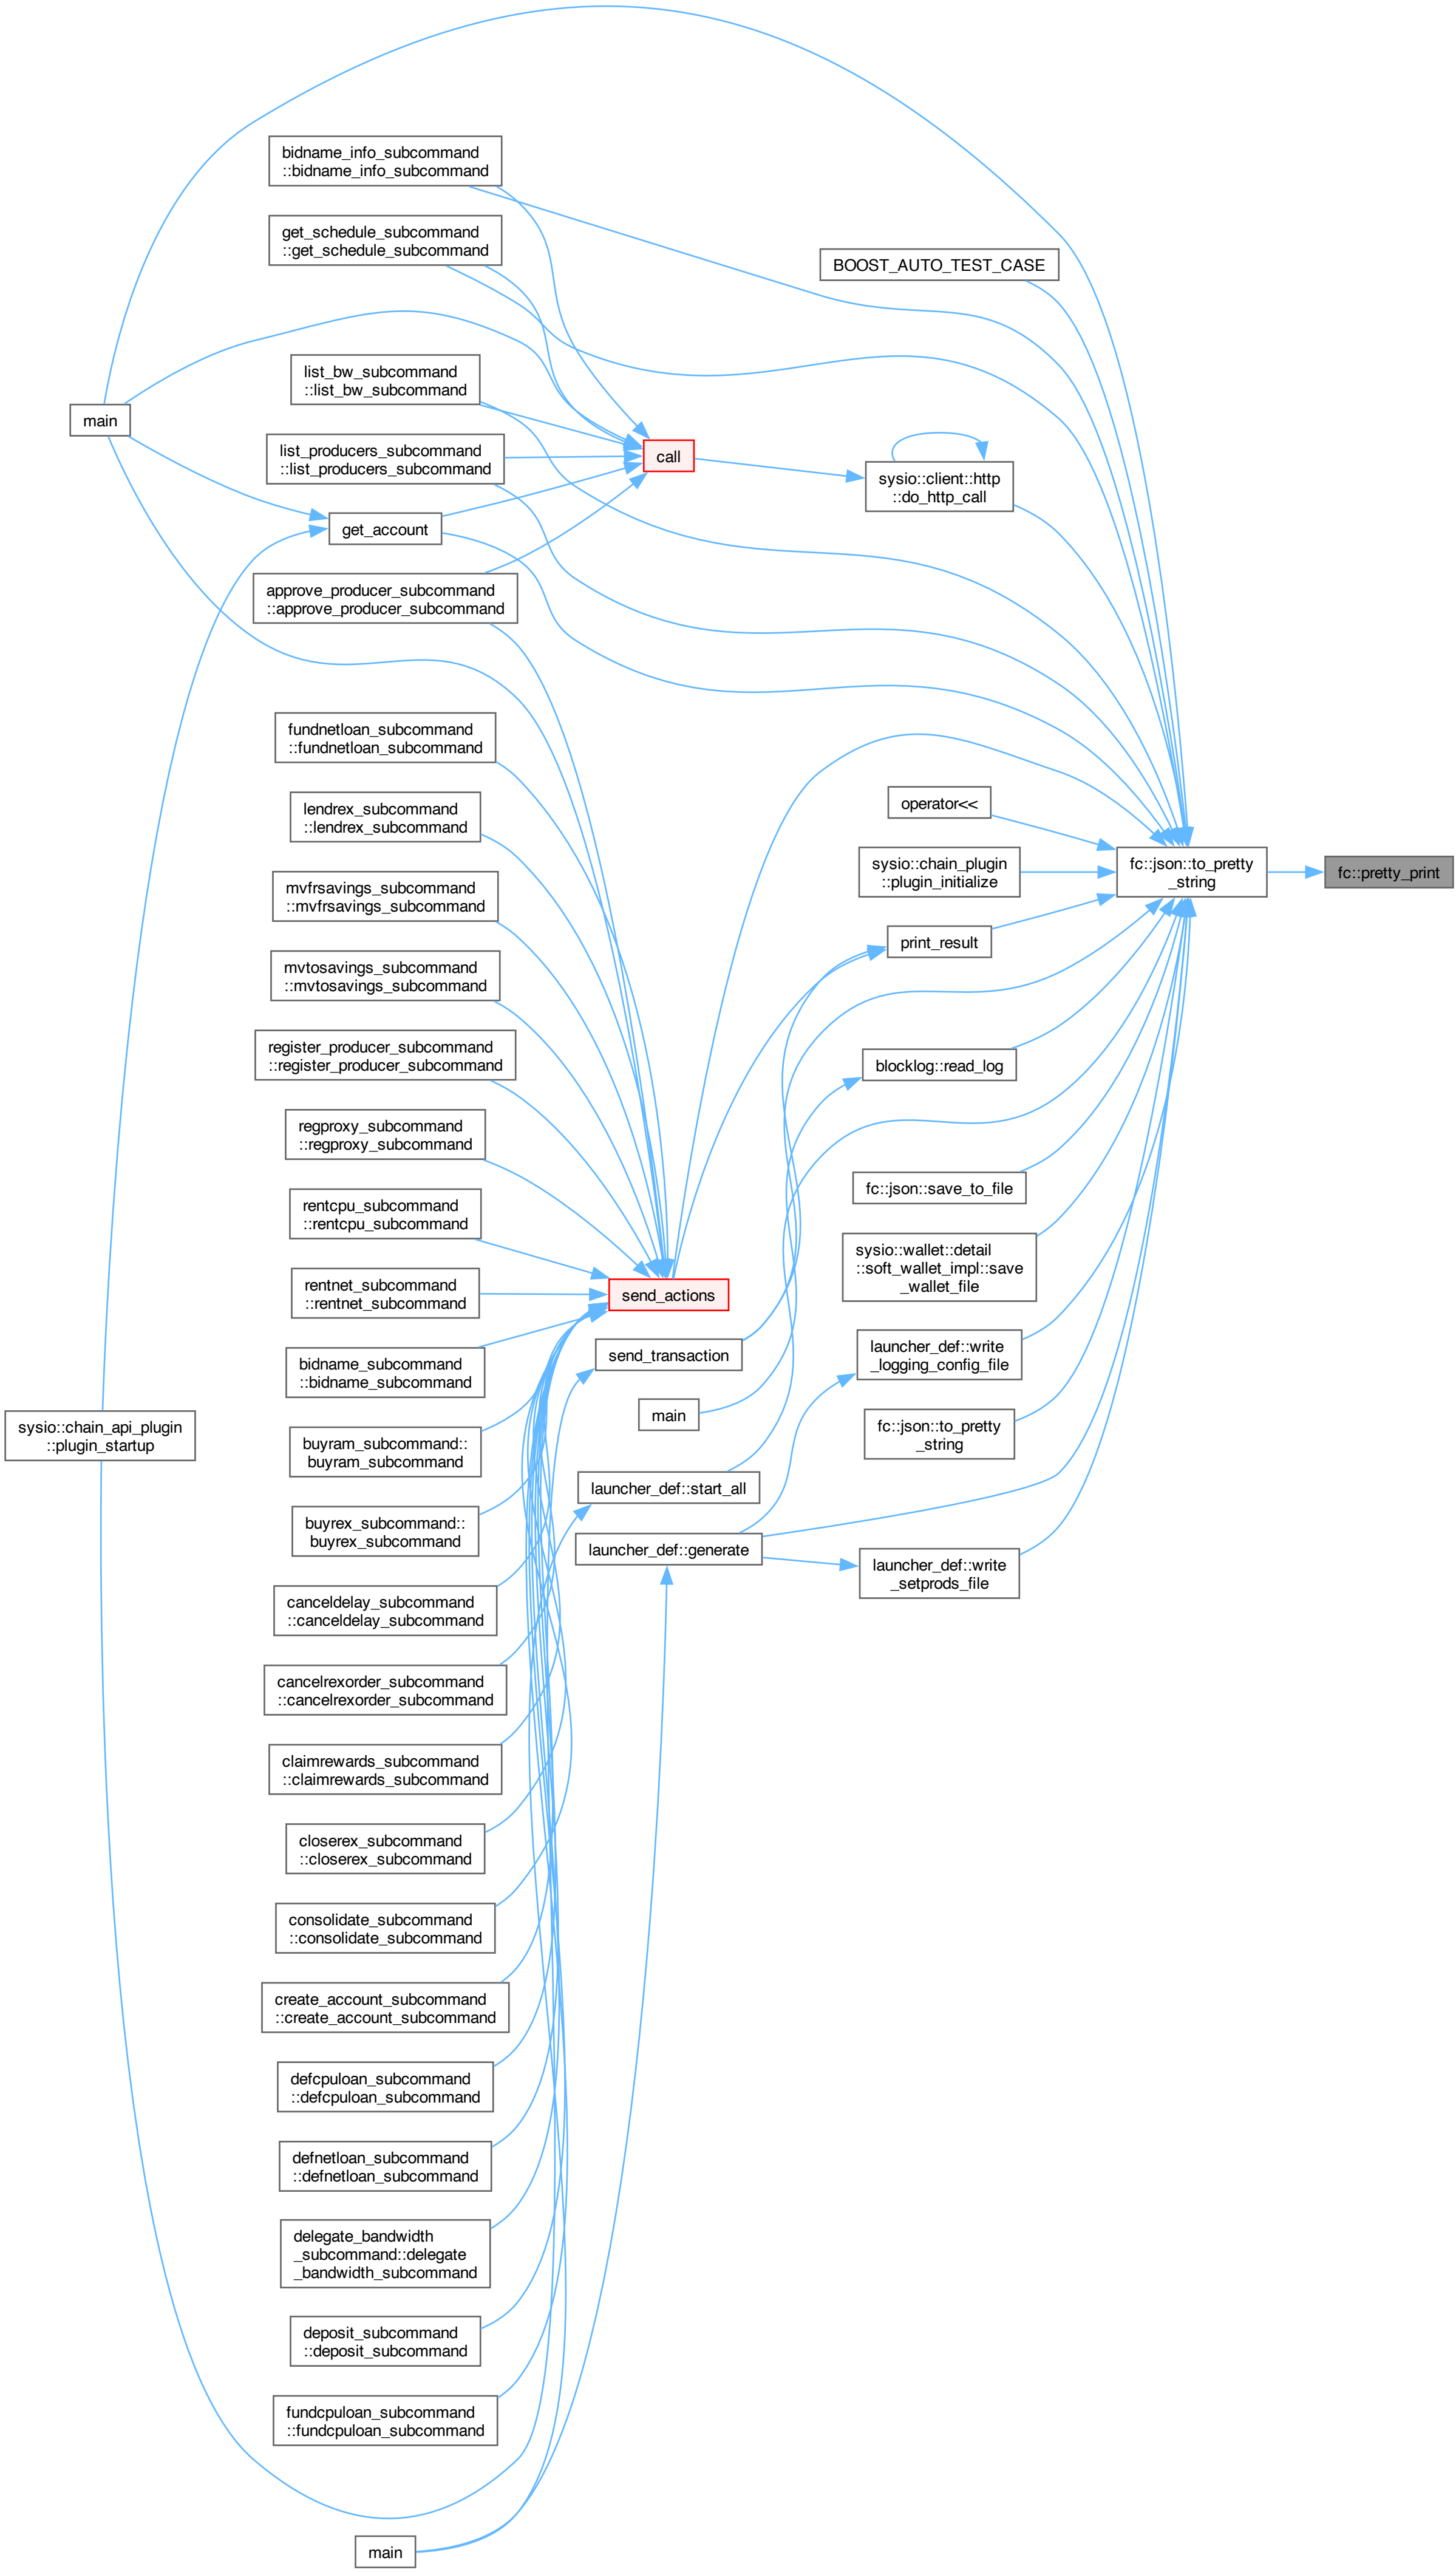 bidname_info_subcommand
::bidname_info_subcommand
get_schedule_subcommand
::get_schedule_subcommand
BOOST_AUTO_TEST_CASE
list_bw_subcommand
::list_bw_subcommand
main
list_producers_subcommand
::list_producers_subcommand
call
sysio::client::http
::do_http_call
get_account
approve_producer_subcommand
::approve_producer_subcommand
fundnetloan_subcommand
::fundnetloan_subcommand
lendrex_subcommand
::lendrex_subcommand
operator<<
mvfrsavings_subcommand
::mvfrsavings_subcommand
sysio::chain_plugin
::plugin_initialize
fc::json::to_pretty
_string
fc::pretty_print
mvtosavings_subcommand
::mvtosavings_subcommand
print_result
register_producer_subcommand
::register_producer_subcommand
blocklog::read_log
regproxy_subcommand
::regproxy_subcommand
rentcpu_subcommand
::rentcpu_subcommand
fc::json::save_to_file
rentnet_subcommand
::rentnet_subcommand
send_actions
sysio::wallet::detail
::soft_wallet_impl::save
_wallet_file
bidname_subcommand
::bidname_subcommand
send_transaction
launcher_def::write
_logging_config_file
sysio::chain_api_plugin
::plugin_startup
buyram_subcommand::
buyram_subcommand
main
fc::json::to_pretty
_string
launcher_def::start_all
buyrex_subcommand::
buyrex_subcommand
launcher_def::generate
launcher_def::write
_setprods_file
canceldelay_subcommand
::canceldelay_subcommand
cancelrexorder_subcommand
::cancelrexorder_subcommand
claimrewards_subcommand
::claimrewards_subcommand
closerex_subcommand
::closerex_subcommand
consolidate_subcommand
::consolidate_subcommand
create_account_subcommand
::create_account_subcommand
defcpuloan_subcommand
::defcpuloan_subcommand
defnetloan_subcommand
::defnetloan_subcommand
delegate_bandwidth
_subcommand::delegate
_bandwidth_subcommand
deposit_subcommand
::deposit_subcommand
fundcpuloan_subcommand
::fundcpuloan_subcommand
main